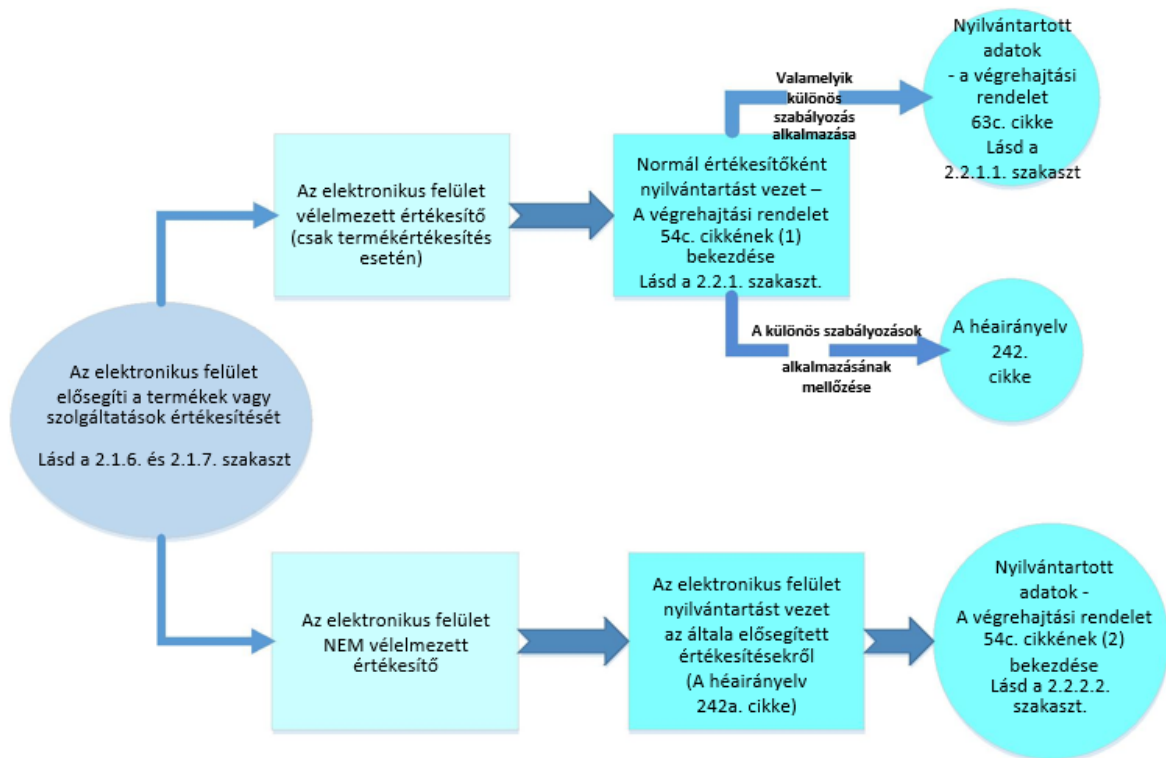 Az elektronikus felület
elősegíti a termékek vagy
szolgáltatások értékesítését
Lásd a 2.1.6. és 2.1.7. szakaszt
Az elektronikus felület
vélelmezett értékesítő
(csak termékértékesítés
esetén)
Normál értékesítőként
nyilvántartást vezet –
A végrehajtási rendelet
54c. cikkének (1)
bekezdése
Lásd a 2.2.1. szakaszt.
Valamelyik
különös
szabályozás
alkalmazása
Nyilvántartott
adatok
- a végrehajtási
rendelet
63c. cikke
Lásd a
2.2.1.1. szakaszt
A különös szabályozások
alkalmazásának
mellőzése
A héairányelv
242.
cikke
Az elektronikus felület
NEM vélelmezett
értékesítő
Az elektronikus felület
nyilvántartást vezet
az általa elősegített
értékesítésekről
(A héairányelv
242a. cikke)
Nyilvántartott
adatok -
A végrehajtási rendelet
54c. cikkének (2)
bekezdése
Lásd a 2.2.2.2.
szakaszt.